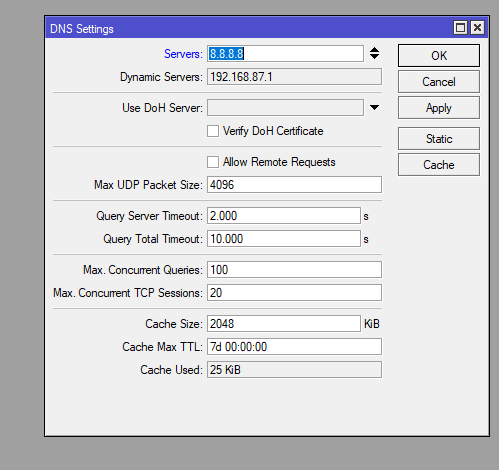 DNS Settings
Servers: 8.8.8.8
OK
Dynamic Servers: 192.168.87.1
Cancel
Use DoH Server:
Apply
Verify DoH Certificate
Static
Allow Remote Requests
Cache
Max UDP Packet Size: 4096
Query Server Timeout: 2.000 s
Query Total Timeout: 10.000 s
Max. Concurrent Queries: 100
Max. Concurrent TCP Sessions: 20
Cache Size: 2048 KiB
Cache Max TTL: 7d 00:00:00
Cache Used: 25 KiB